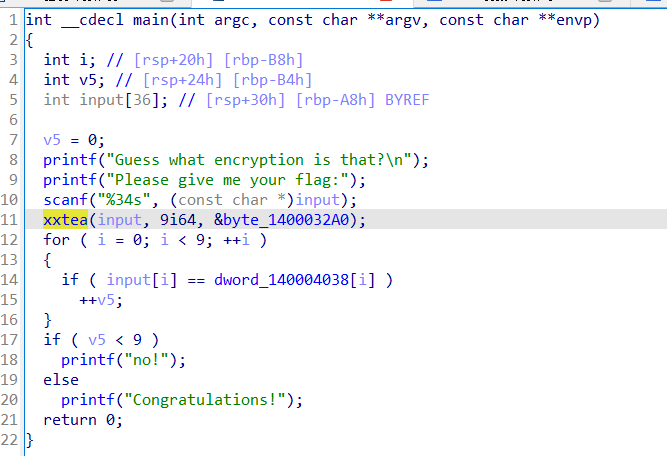 1 int __cdecl main(int argc, const char **argv, const char **envp)
2 {
3   int i; // [rsp+20h] [rbp-B8h]
4   int v5; // [rsp+24h] [rbp-B4h]
5   int input[36]; // [rsp+30h] [rbp-A8h] BYREF
6
7   v5 = 0;
8   printf("Guess what encryption is that?\n");
9   printf("Please give me your flag:");
10   scanf("%34s", (const char *)input);
11   xxtea(input, 9i64, &byte_1400032A0);
12   for ( i = 0; i < 9; ++i )
13   {
14     if ( input[i] == dword_140004038[i] )
15       ++v5;
16   }
17   if ( v5 < 9 )
18     printf("no!");
19   else
20     printf("Congratulations!");
21   return 0;
22 }